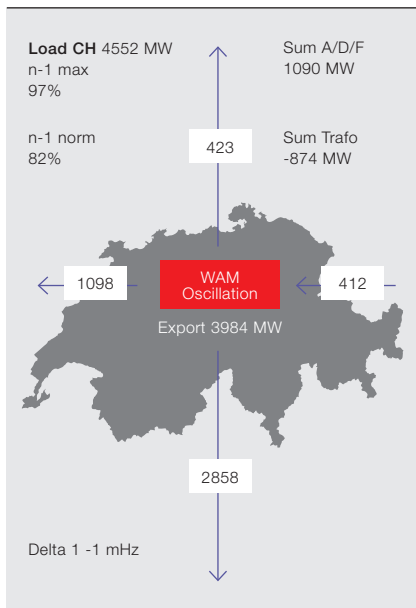 Load CH 4552 MW
n-1 max
97%
Sum A/D/F
1090 MW
n-1 norm
82%
423
Sum Trafo
-874 MW
1098
WAM
Oscillation
412
Export 3984 MW
2858
Delta 1 -1 mHz